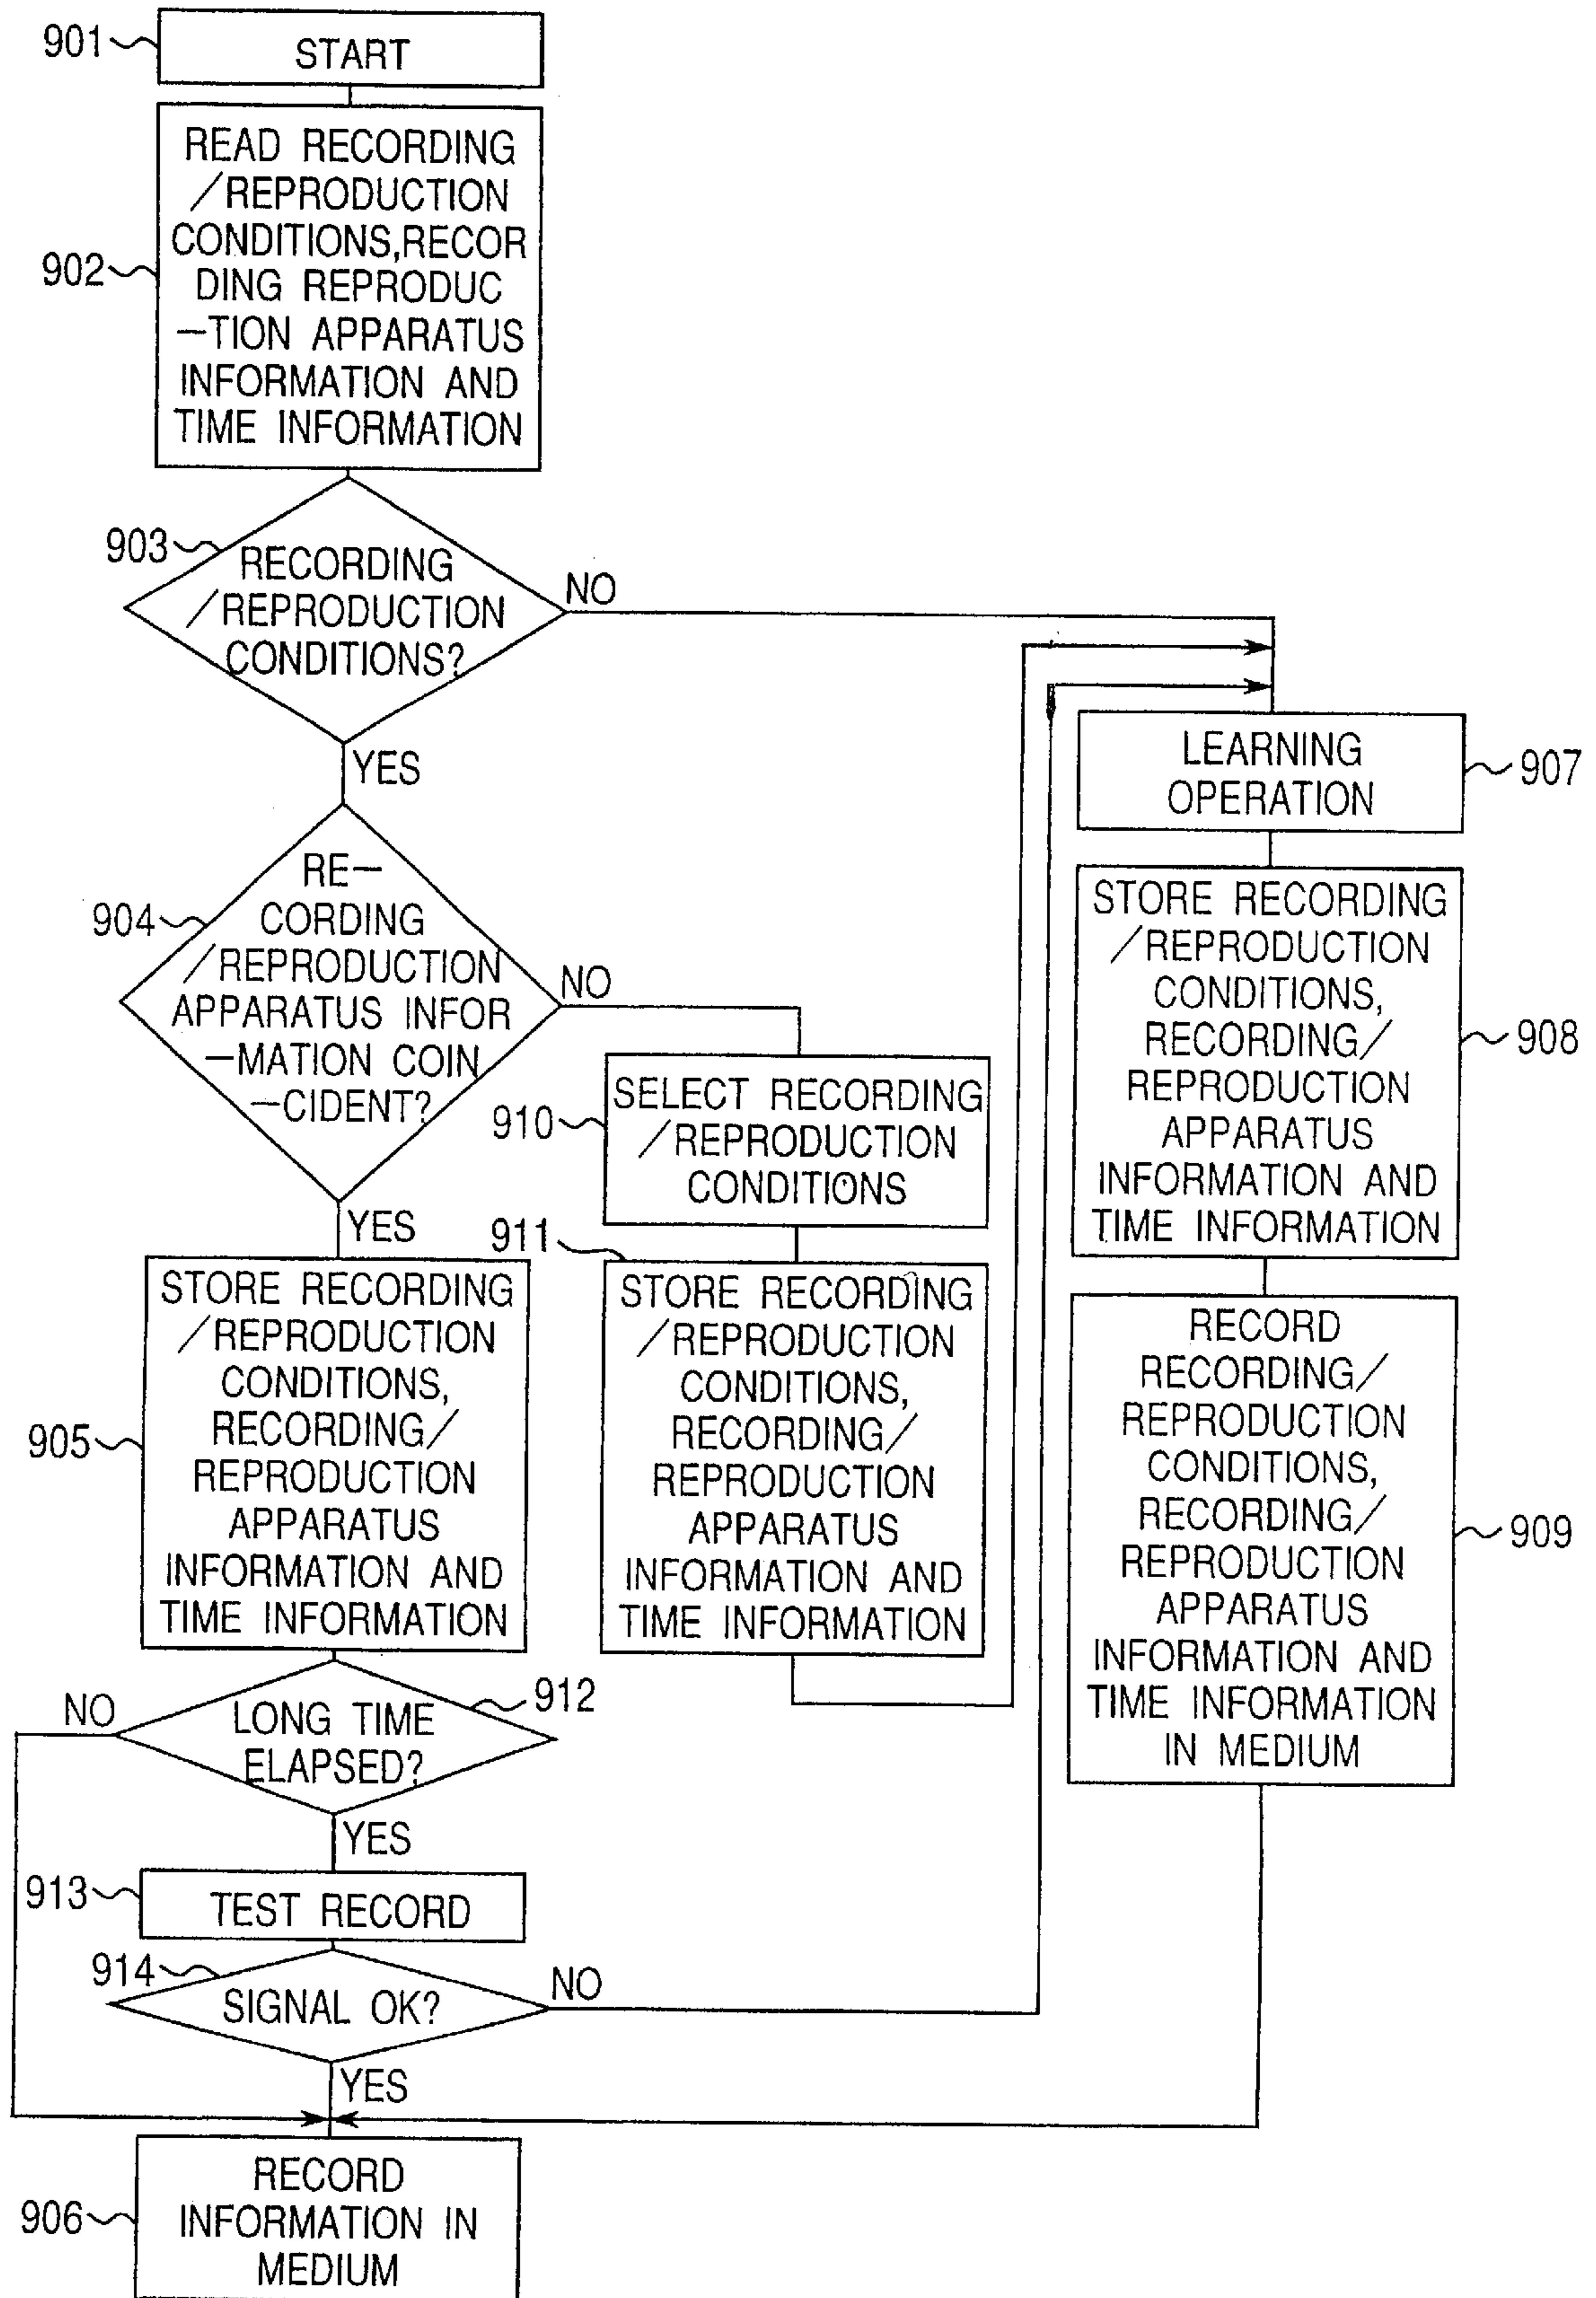 901
START
902
READ RECORDING
/REPRODUCTION
CONDITIONS,RECOR
DING REPRODUC
-TION APPARATUS
INFORMATION AND
TIME INFORMATION
903
RECORDING
/REPRODUCTION
CONDITIONS?
NO
YES
904
RE-
CORDING
/REPRODUCTION
APPARATUS INFOR
-MATION COIN
-CIDENT?
NO
YES
905
STORE RECORDING
/REPRODUCTION
CONDITIONS,
RECORDING/
REPRODUCTION
APPARATUS
INFORMATION AND
TIME INFORMATION
910
SELECT RECORDING
/REPRODUCTION
CONDITIONS
911
STORE RECORDING
/REPRODUCTION
CONDITIONS,
RECORDING/
REPRODUCTION
APPARATUS
INFORMATION AND
TIME INFORMATION
912
LONG TIME
ELAPSED?
NO
YES
913
TEST RECORD
914
SIGNAL OK?
NO
YES
906
RECORD
INFORMATION IN
MEDIUM
LEARNING
OPERATION
907
STORE RECORDING
/REPRODUCTION
CONDITIONS,
RECORDING/
REPRODUCTION
APPARATUS
INFORMATION AND
TIME INFORMATION
908
RECORD
RECORDING/
REPRODUCTION
CONDITIONS,
RECORDING/
REPRODUCTION
APPARATUS
INFORMATION AND
TIME INFORMATION
IN MEDIUM
909